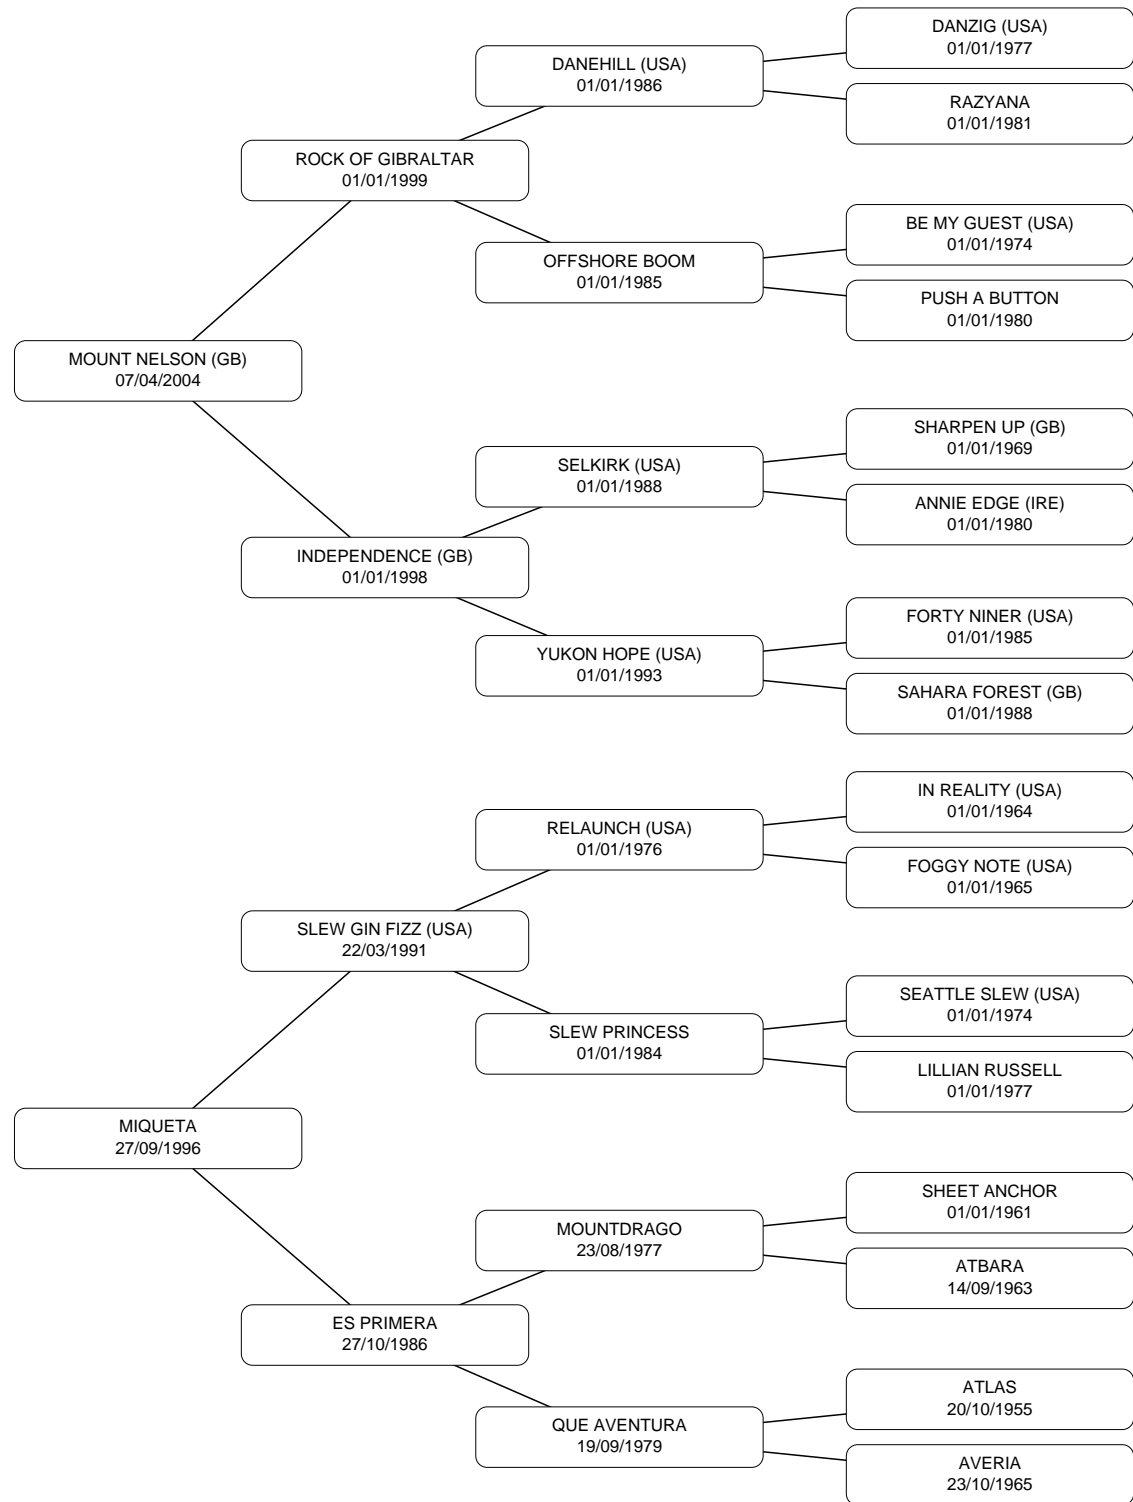 DANZIG (USA)
01/01/1977
DANEHILL (USA)
01/01/1986
RAZYANA
01/01/1981
ROCK OF GIBRALTAR
01/01/1999
BE MY GUEST (USA)
01/01/1974
OFFSHORE BOOM
01/01/1985
PUSH A BUTTON
01/01/1980
MOUNT NELSON (GB)
07/04/2004
SHARPEN UP (GB)
01/01/1969
SELKIRK (USA)
01/01/1988
ANNIE EDGE (IRE)
01/01/1980
INDEPENDENCE (GB)
01/01/1998
FORTY NINER (USA)
01/01/1985
YUKON HOPE (USA)
01/01/1993
SAHARA FOREST (GB)
01/01/1988
IN REALITY (USA)
01/01/1964
RELAUNCH (USA)
01/01/1976
FOGGY NOTE (USA)
01/01/1965
SLEW GIN FIZZ (USA)
22/03/1991
SEATTLE SLEW (USA)
01/01/1974
SLEW PRINCESS
01/01/1984
LILLIAN RUSSELL
01/01/1977
MIQUETA
27/09/1996
SHEET ANCHOR
01/01/1961
MOUNTDRAGO
23/08/1977
ATBARA
14/09/1963
ES PRIMERA
27/10/1986
ATLAS
20/10/1955
QUE AVENTURA
19/09/1979
AVERIA
23/10/1965